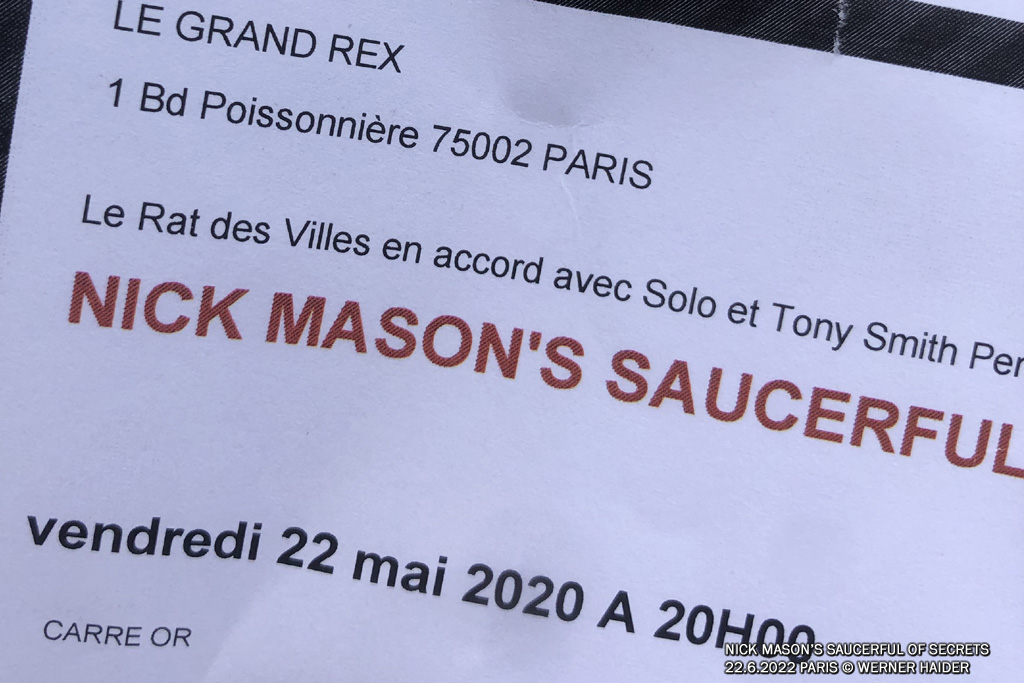 LE GRAND REX
1 Bd Poissonnière 75002 PARIS
Le Rat des Villes en accord avec Solo et Tony Smith Per
NICK MASON'S SAUCERFUL
vendredi 22 mai 2020 A 20H00
CARRE OR
NICK MASON'S SAUCERFUL OF SECRETS
22.6.2022 PARIS © WERNER HAIDER